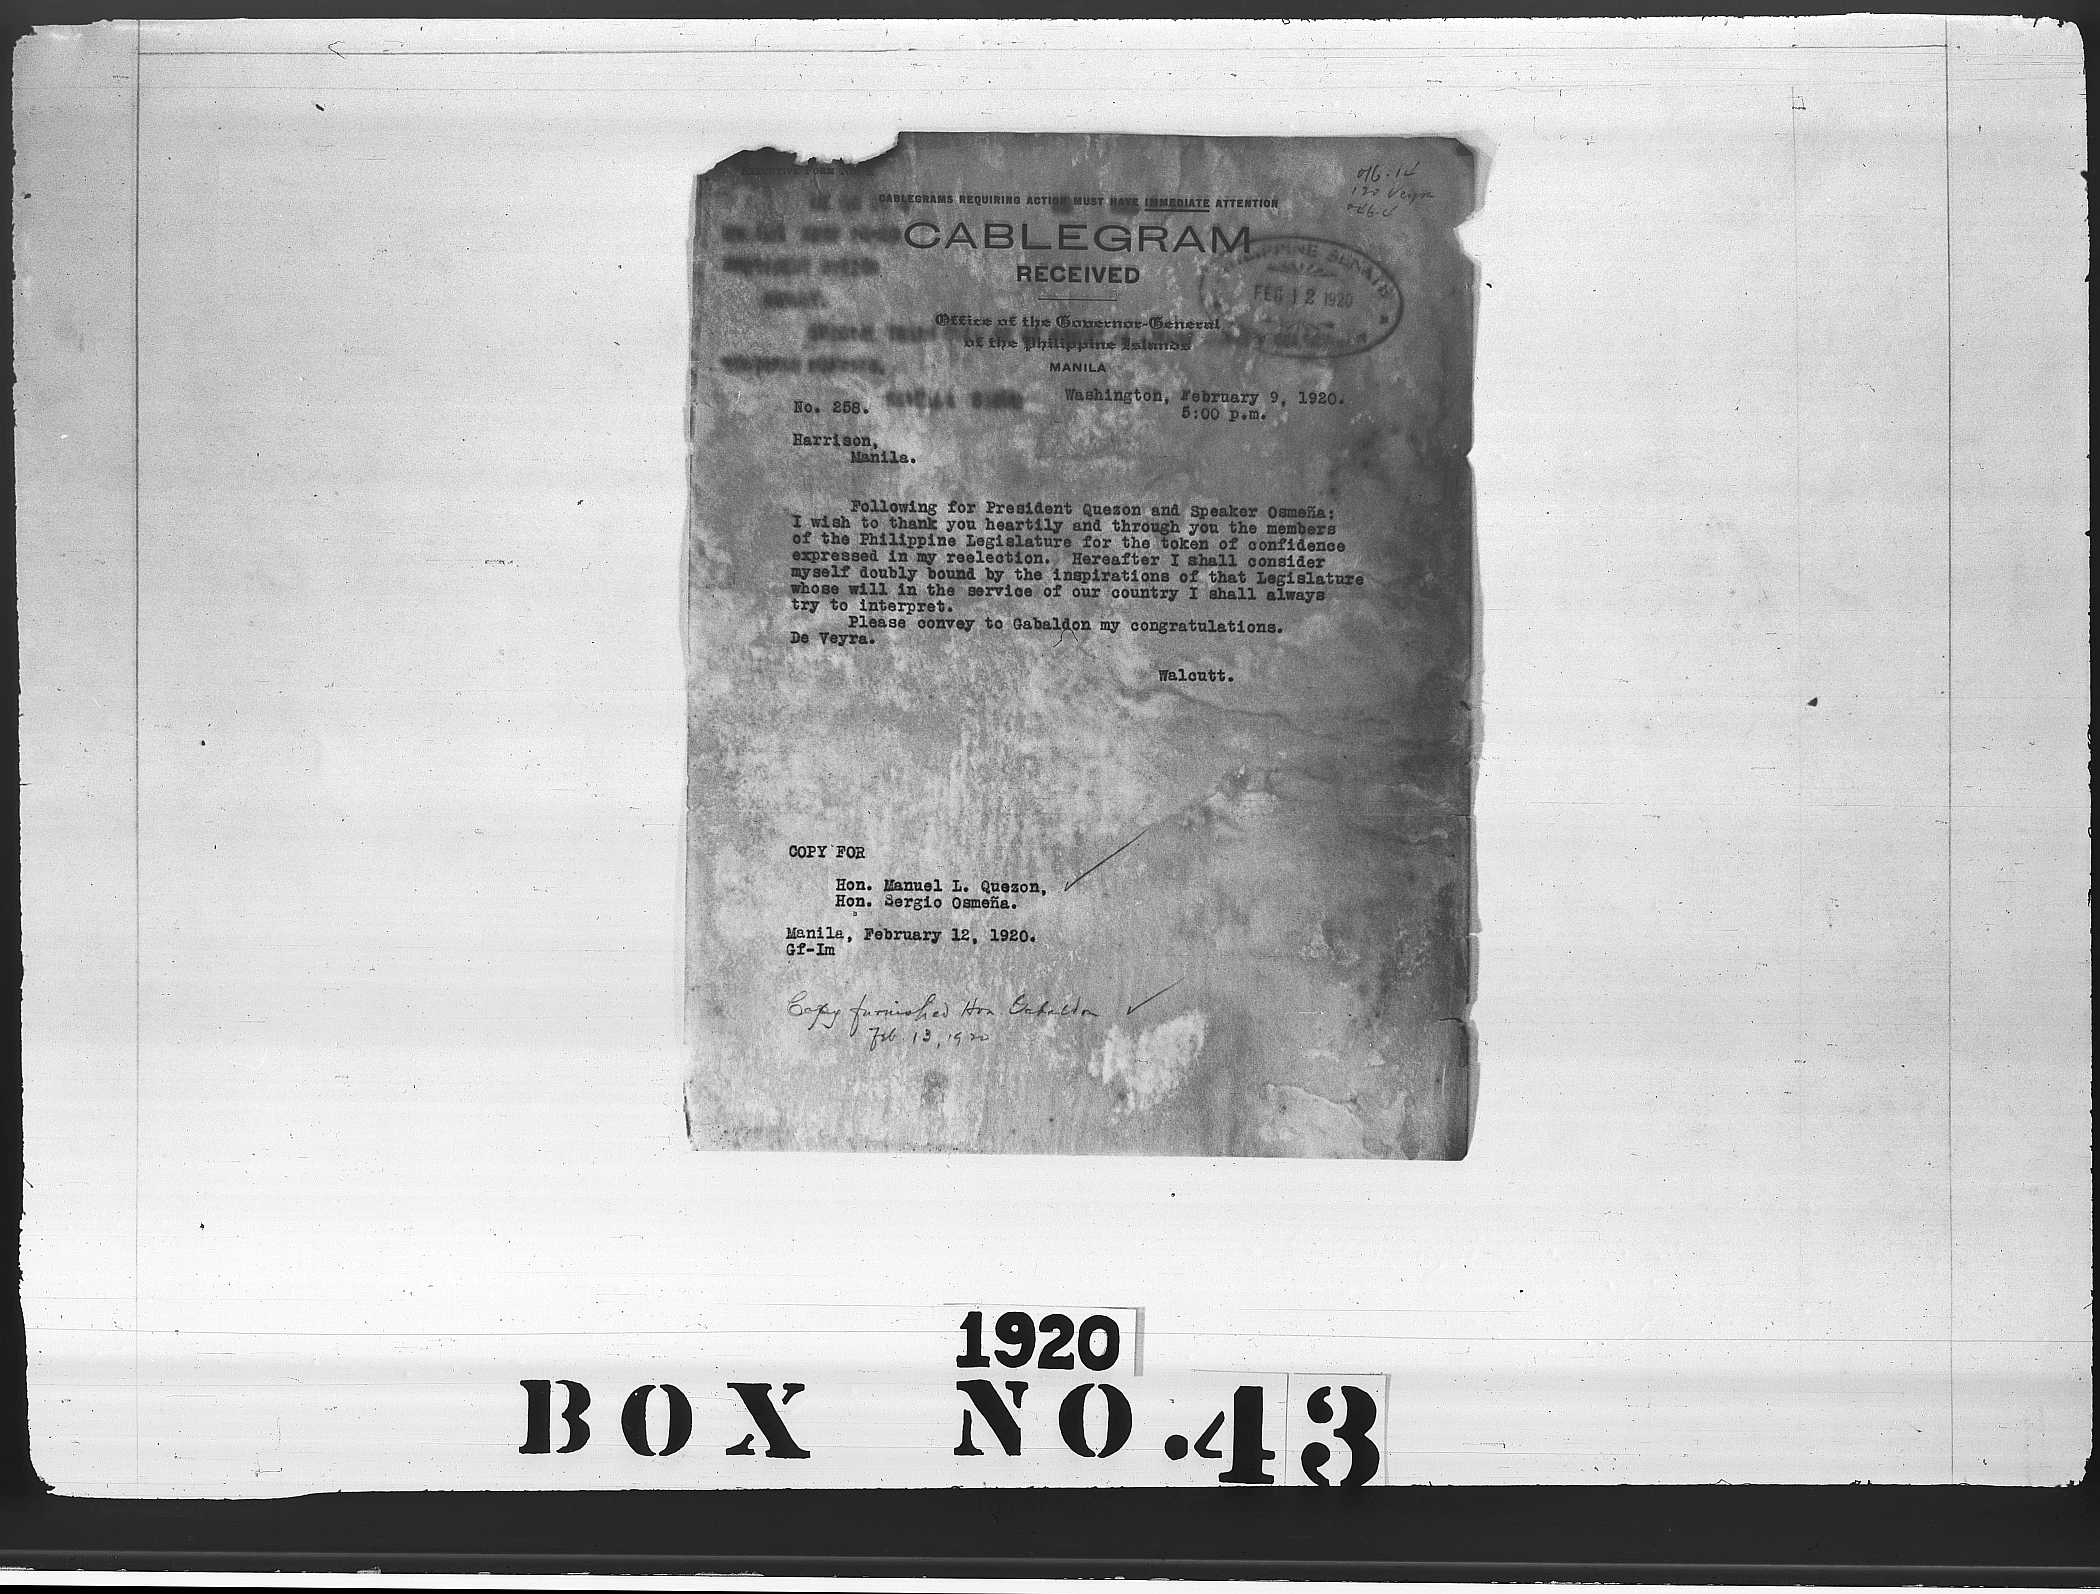 EXECUTIVE FORM
CABLEGRAMS REQUIRING ACTION MUST HAVE IMMEDIATE ATTENTION
CABLEGRAM
RECEIVED
Office of the Governor-General
of the Philippine Islands
MANILA
PHILIPPINE SENATE
FEB 12 1920
Washington, February 9, 1920.
5:00 p.m.
No. 258.
Harrison,
Manila.
Following for President Quezon and Speaker Osmeña:
I wish to thank you heartily and through you the members
of the Philippine Legislature for the token of confidence
expressed in my reelection. Hereafter I shall consider
myself doubly bound by the inspirations of that Legislature
whose will in the service of our country I shall always
try to interpret.
Please convey to Gabaldon my congratulations.
De Veyra.
Walcutt.
COPY FOR
Hon. Manuel L. Quezon,
Hon. Sergio Osmeña.
Manila, February 12, 1920.
Gf-Im
Copy furnished Hon Gabaldon
Feb 13, 1920
1920
BOX NO. 43